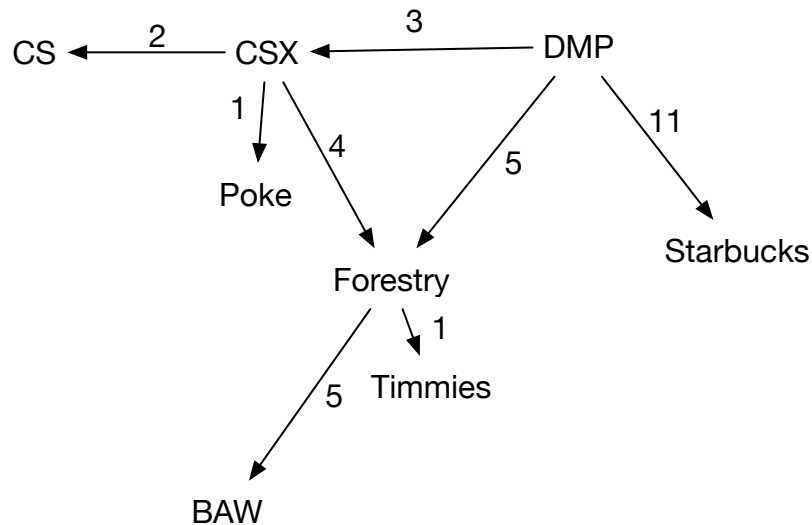 CS
2
CSX
3
DMP
1
4
5
11
Poke
Starbucks
Forestry
1
5
Timmies
BAW